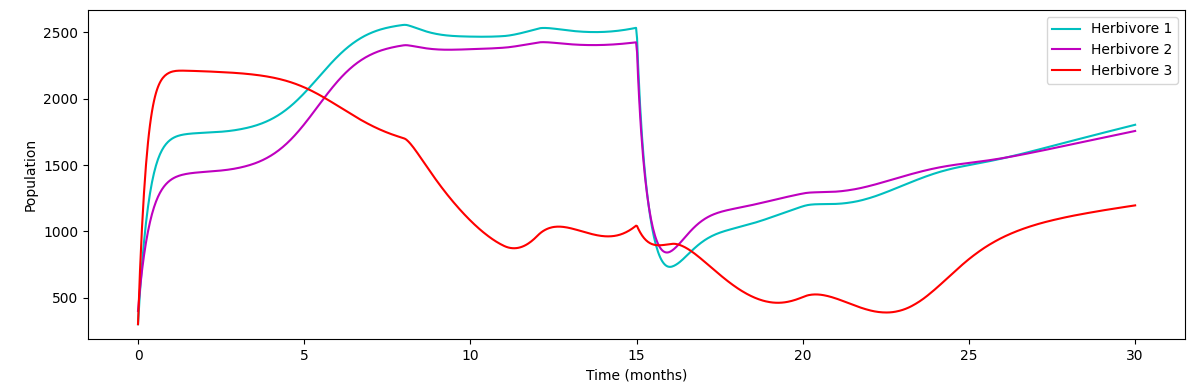 Herbivore 1
Herbivore 2
Herbivore 3
Population
2500
2000
1500
1000
500
0 5 10 15 20 25 30
Time (months)